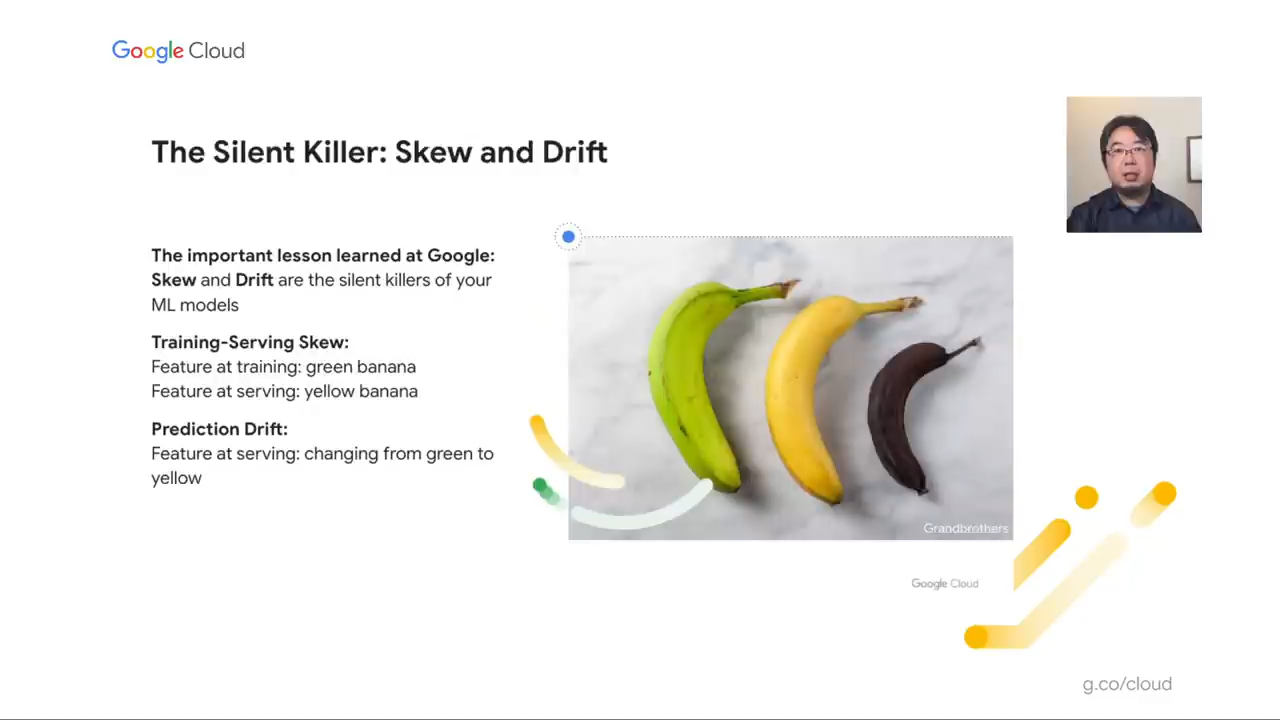 Google Cloud
The Silent Killer: Skew and Drift
The important lesson learned at Google:
Skew and Drift are the silent killers of your
ML models
Training-Serving Skew:
Feature at training: green banana
Feature at serving: yellow banana
Prediction Drift:
Feature at serving: changing from green to
yellow
Grandbrothers
Google Cloud
g.co/cloud